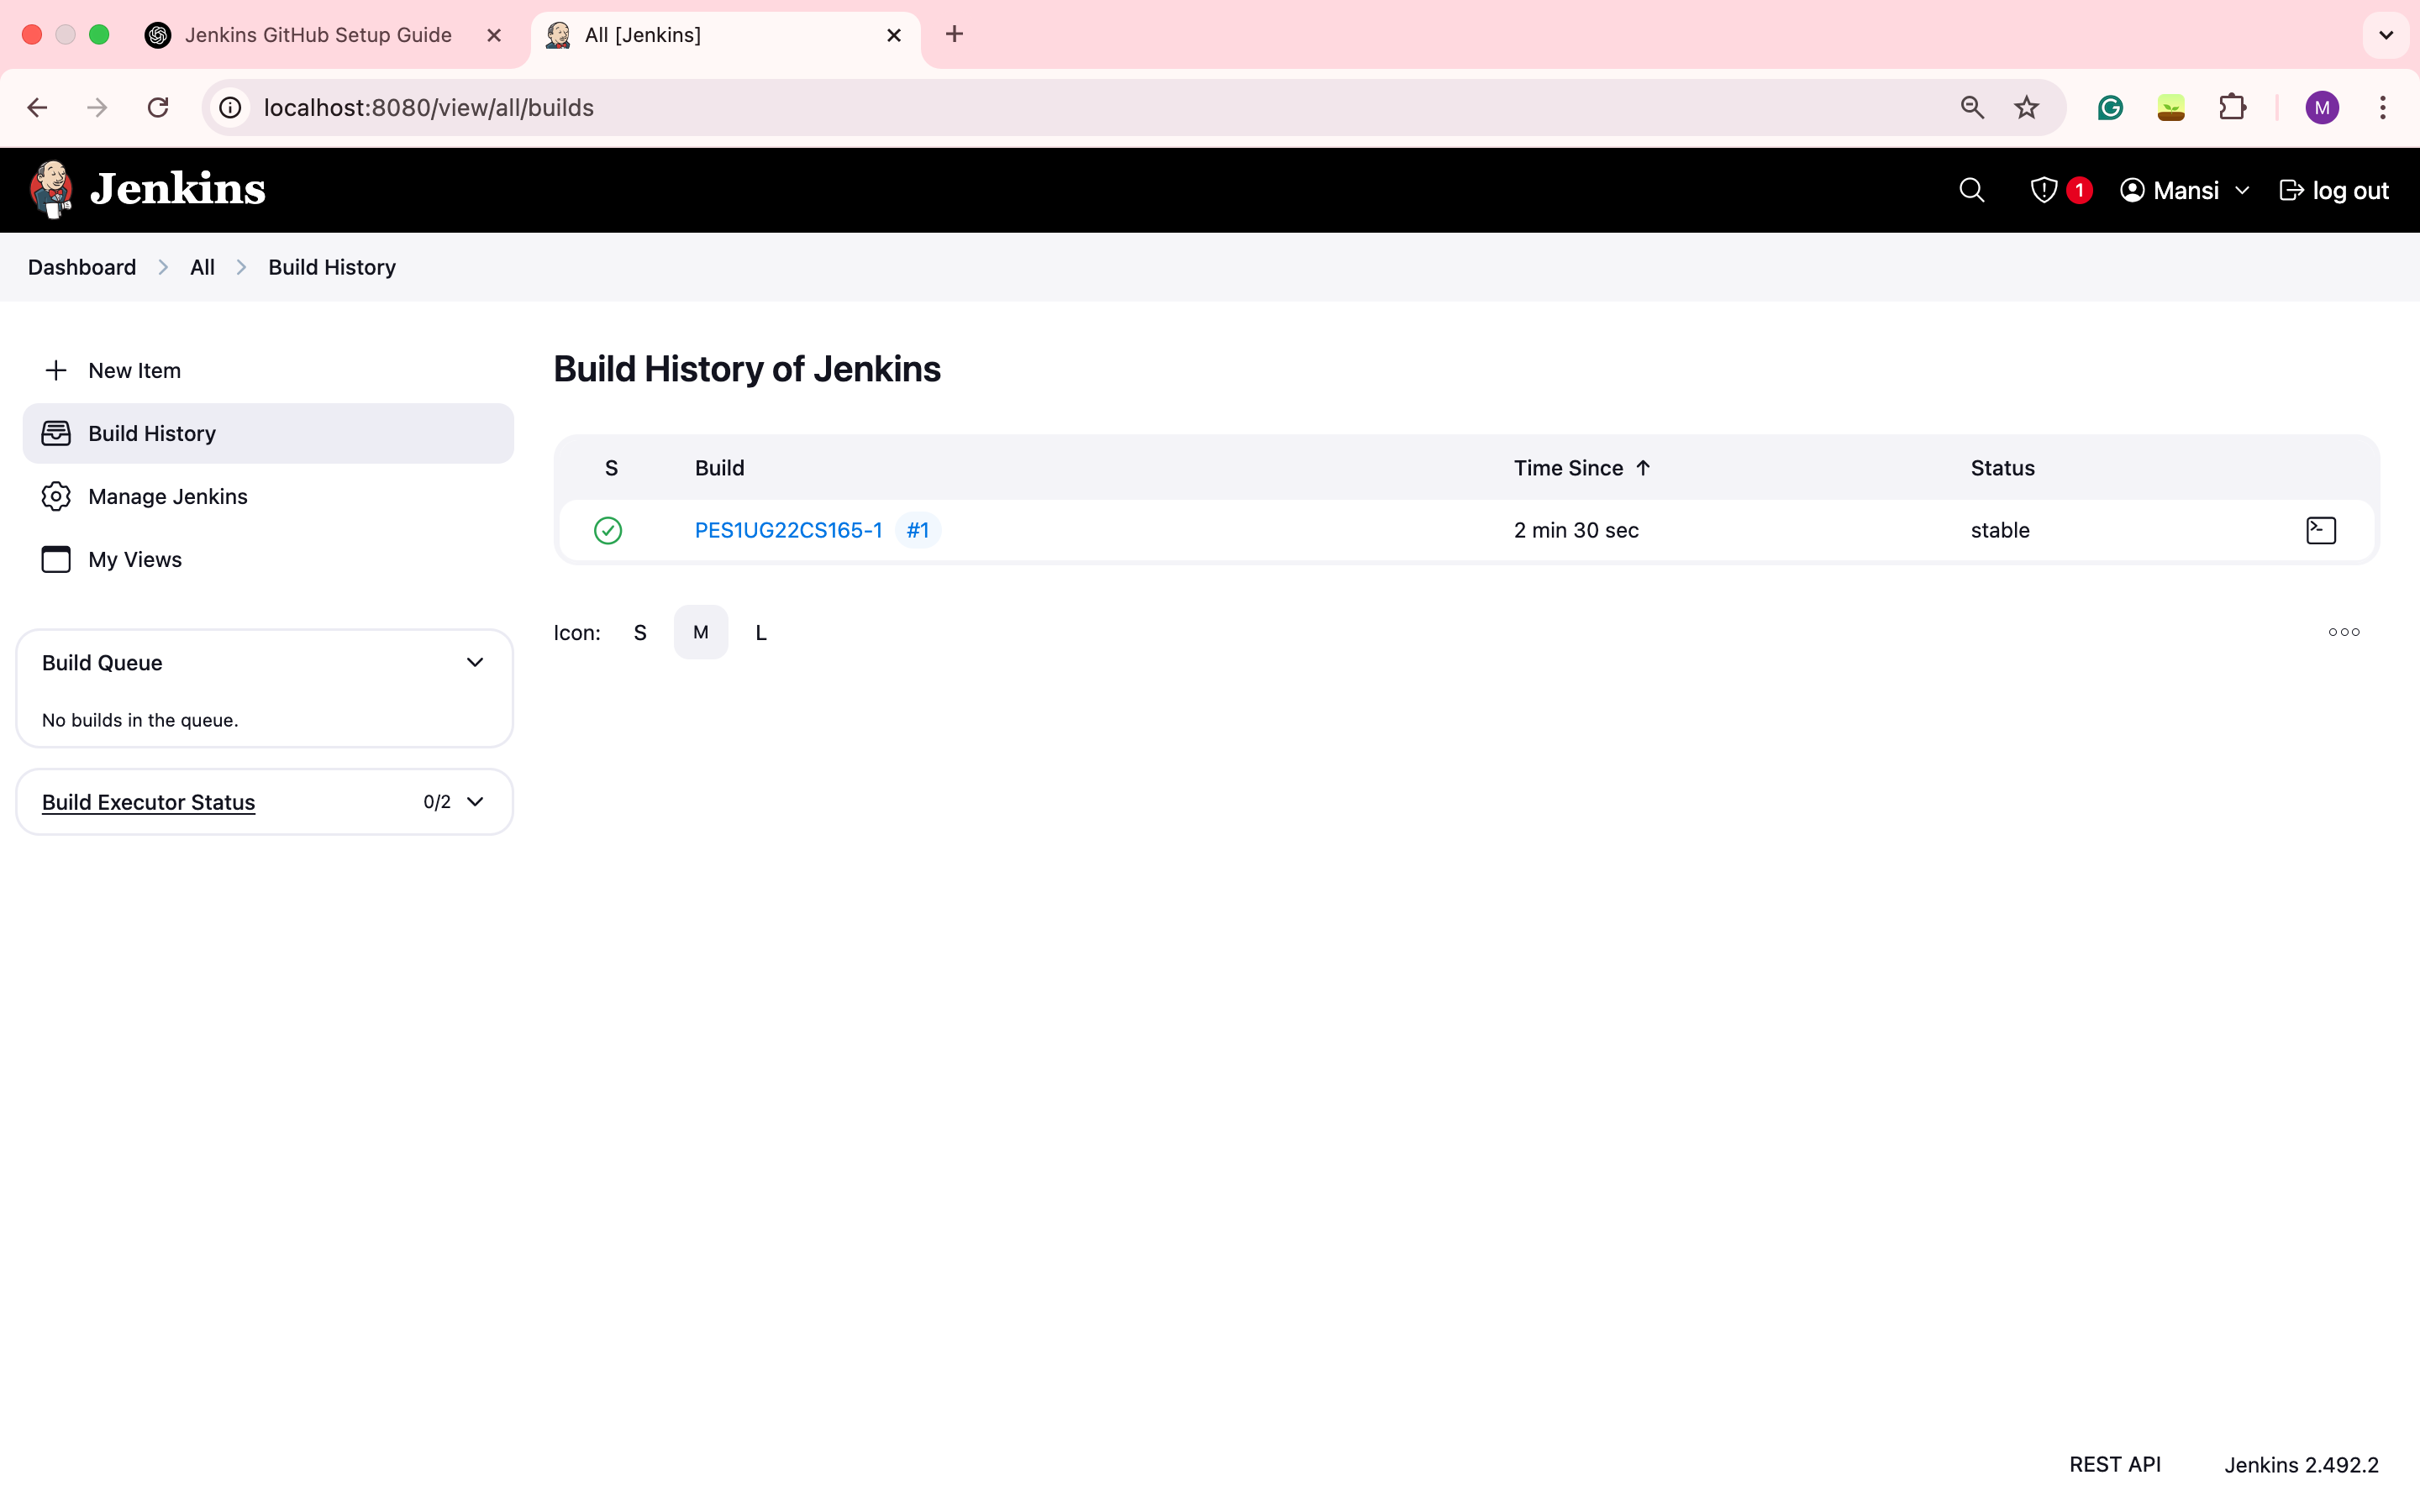 Jenkins GitHub Setup Guide
All [Jenkins]
localhost:8080/view/all/builds
M
Jenkins
1
Mansi
log out
Dashboard
All
Build History
New Item
Build History
Manage Jenkins
My Views
Build Queue
No builds in the queue.
Build Executor Status
0/2
Build History of Jenkins
S Build Time Since ↑ Status
PES1UG22CS165-1 #1 2 min 30 sec stable
Icon: S M L
REST API Jenkins 2.492.2